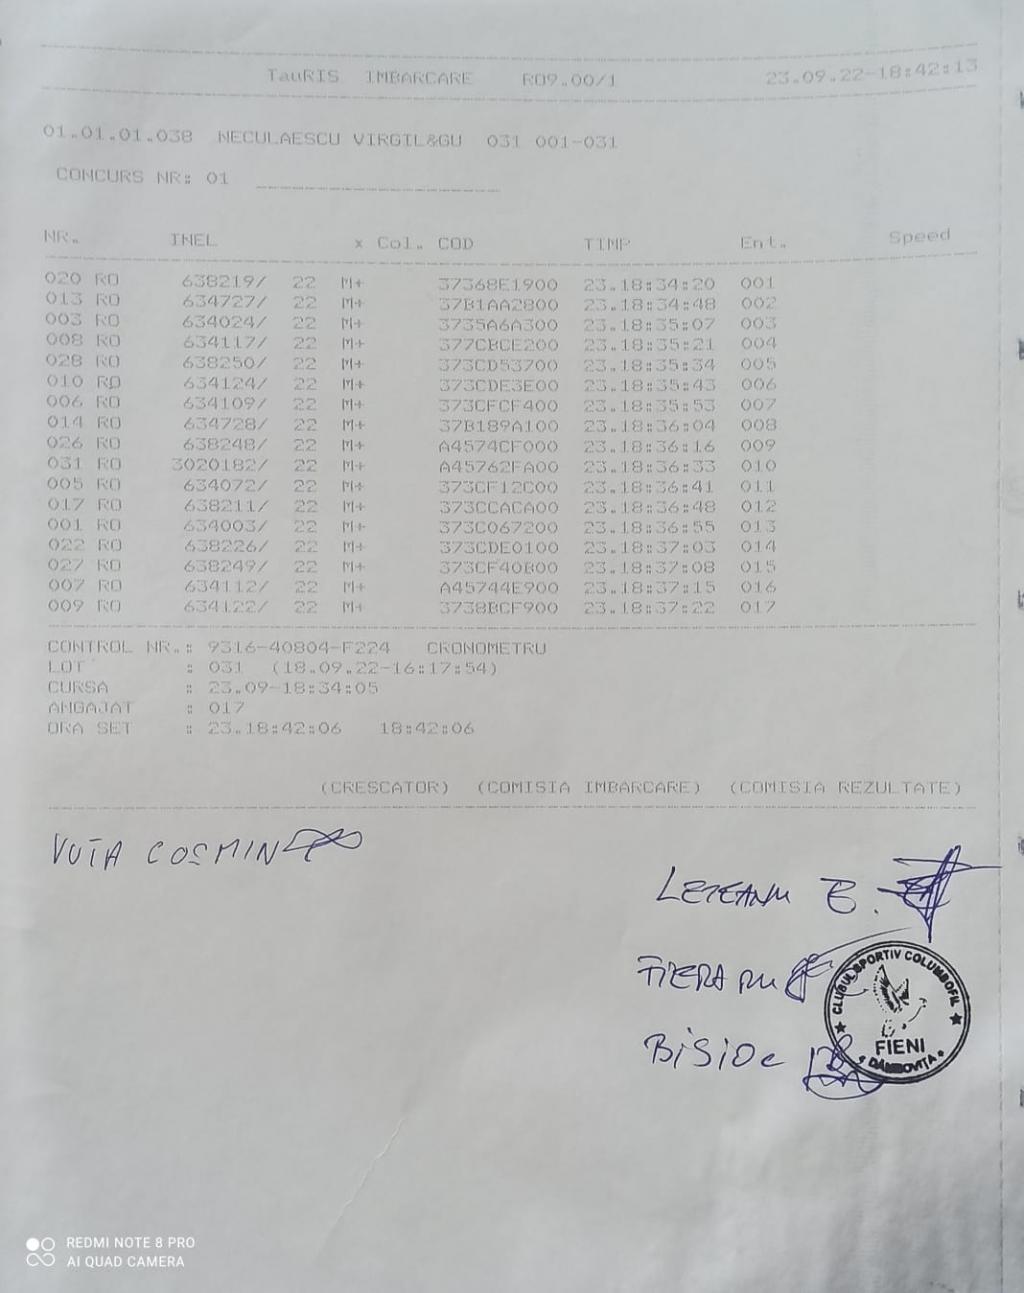 TauRIS IMBARCARE RO9.00/1 23.09.22-18:42:13
01.01.01.038 NECULAESCU VIRGIL&GU 031 001-031
CONCURS NR: 01
NR. INEL x Col. COD TIMP Ent. Speed
020 RO 638219/ 22 M+ 37368E1900 23.18:34:20 001
013 RO 634727/ 22 M+ 37B1AA2800 23.18:34:48 002
003 RO 634024/ 22 M+ 3735A6A300 23.18:35:07 003
008 RO 634117/ 22 M+ 377CBCE200 23.18:35:21 004
028 RO 638250/ 22 M+ 373CD53700 23.18:35:34 005
010 RO 634124/ 22 M+ 373CDE3E00 23.18:35:43 006
006 RO 634109/ 22 M+ 373CFCF400 23.18:35:53 007
014 RO 634728/ 22 M+ 37B189A100 23.18:36:04 008
026 RO 638248/ 22 M+ A4574CF000 23.18:36:16 009
031 RO 3020182/ 22 M+ A45762FA00 23.18:36:33 010
005 RO 634072/ 22 M+ 373CF12C00 23.18:36:41 011
017 RO 638211/ 22 M+ 373CCACA00 23.18:36:48 012
001 RO 634003/ 22 M+ 373C067200 23.18:36:55 013
022 RO 638226/ 22 M+ 373CDE0100 23.18:37:03 014
027 RO 638249/ 22 M+ 373CF40B00 23.18:37:08 015
007 RO 634112/ 22 M+ A45744E900 23.18:37:15 016
009 RO 634122/ 22 M+ 3738BCF900 23.18:37:22 017
CONTROL NR.: 9316-40804-F224 CRONOMETRU
LOT : 031 (18.09.22-16:17:54)
CURSA : 23.09-18:34:05
ANGAJAT : 017
ORA SET : 23.18:42:06 18:42:06
(CRESCATOR) (COMISIA IMBARCARE) (COMISIA REZULTATE)
VUTA COSMIN
LETEANU E.
FIERARU
BISIOC
CLUBUL SPORTIV COLUMBOFIL
FIENI
DÂMBOVIȚA
REDMI NOTE 8 PRO
AI QUAD CAMERA